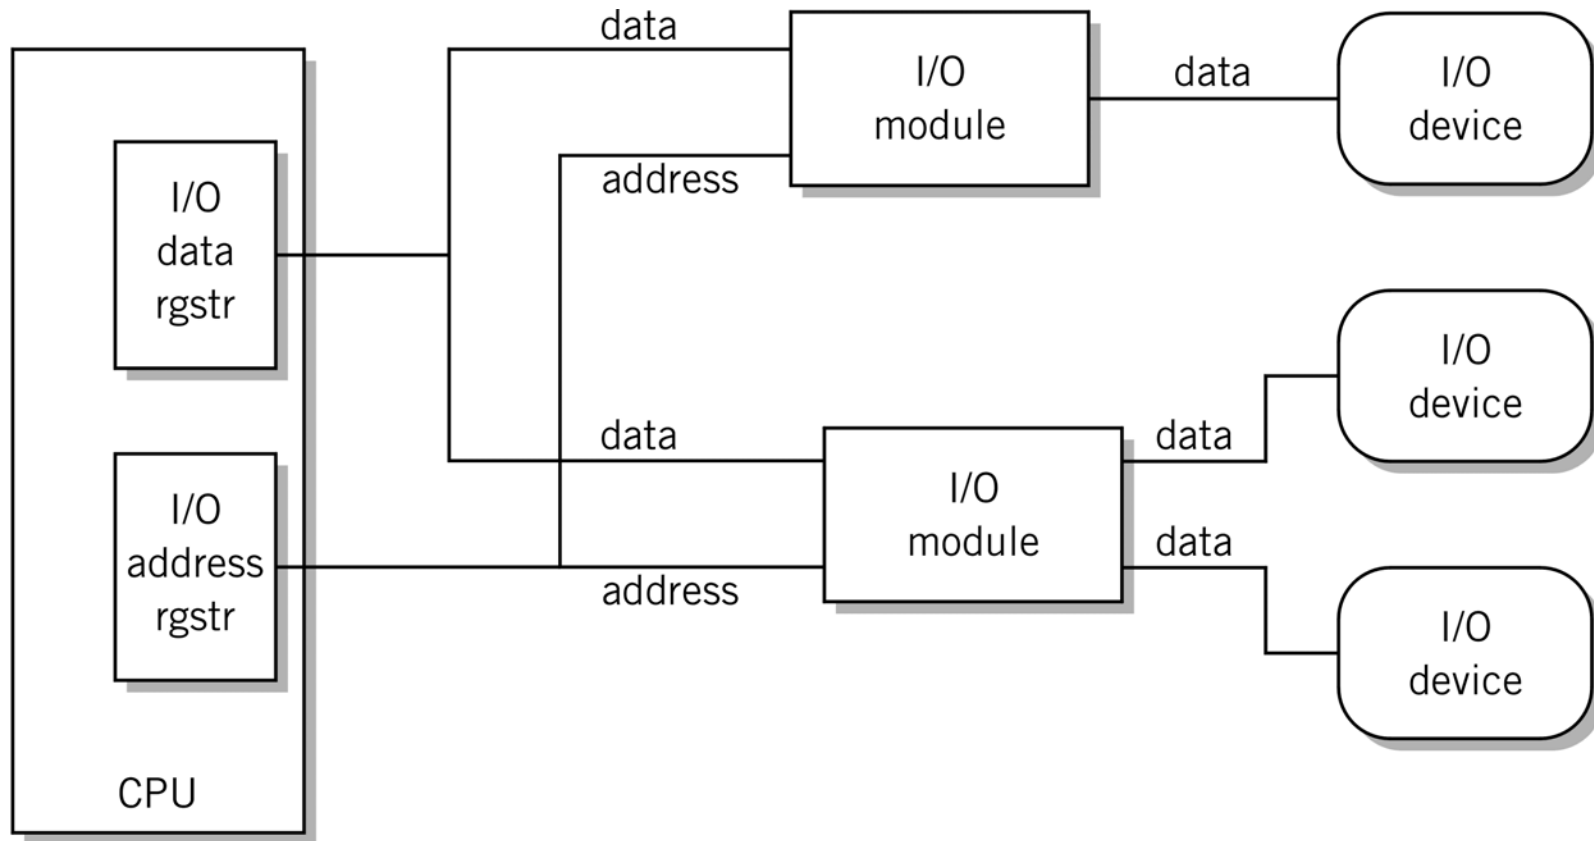 data
I/O
module
data
I/O
device
address
I/O
data
rgstr
I/O
device
data
data
I/O
module
I/O
address
rgstr
data
address
I/O
device
CPU